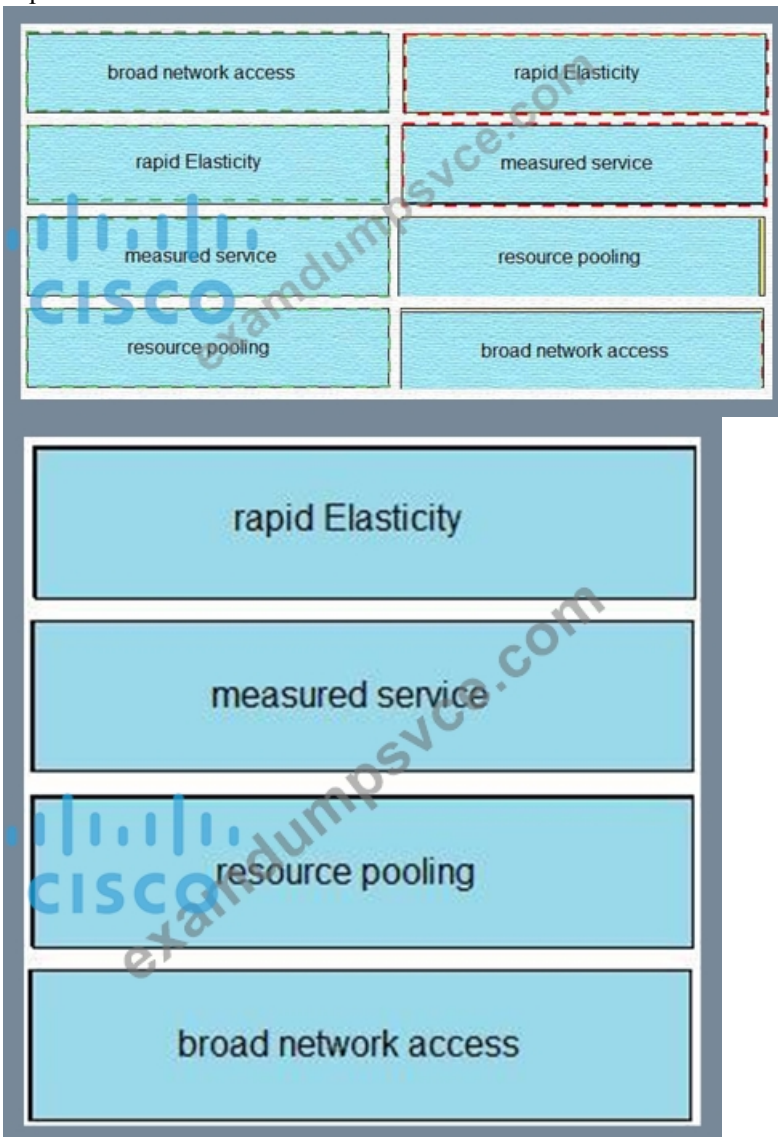 broad network access
rapid Elasticity
rapid Elasticity
measured service
measured service
resource pooling
resource pooling
broad network access
CISCO
examdumpsvce.com
rapid Elasticity
measured service
resource pooling
broad network access
CISCO
examdumpsvce.com